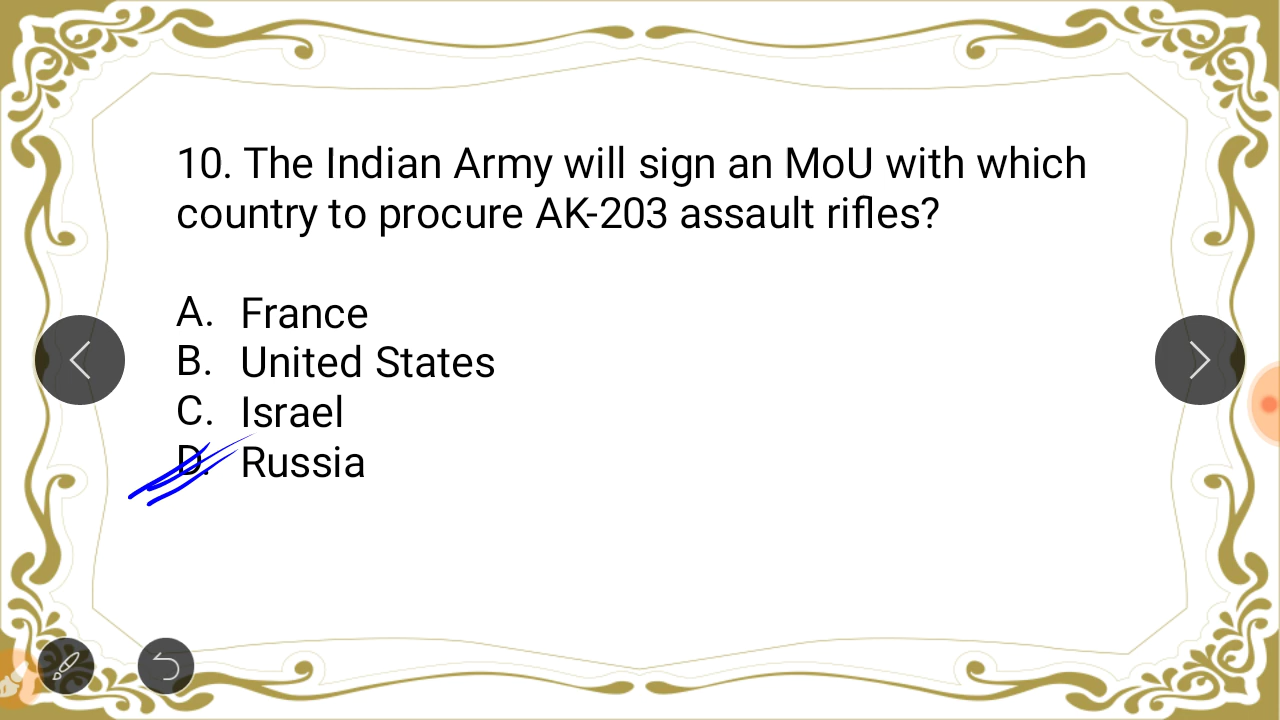 10. The Indian Army will sign an MoU with which
country to procure AK-203 assault rifles?
A. France
B. United States
C. Israel
D. Russia